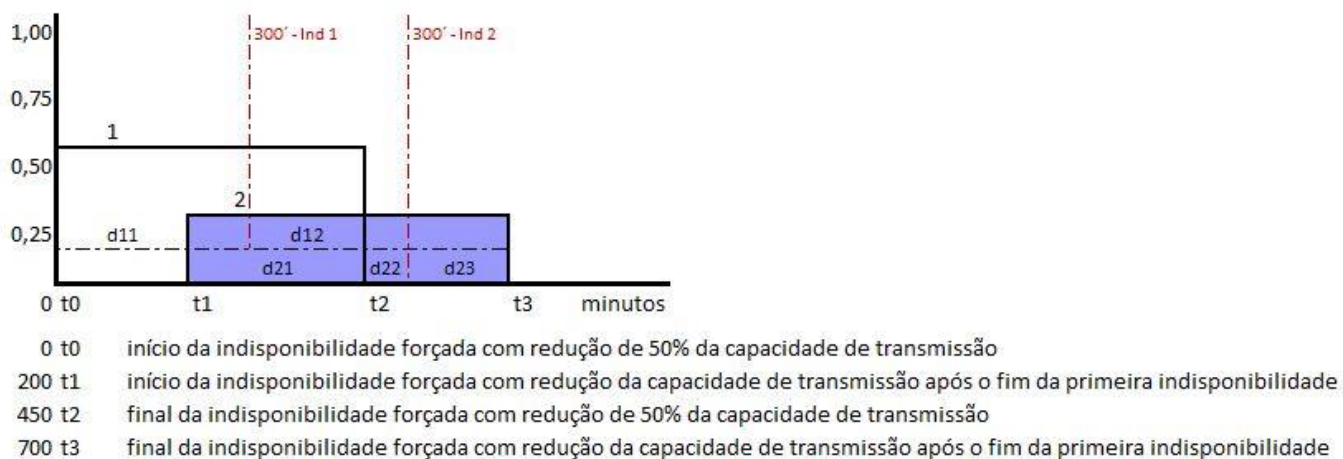 1,00
300´- Ind 1
300´- Ind 2
0,75
1
0,50
2
0,25
d11
d12
d21
d22
d23
0 t0
t1
t2
t3
minutos
0 t0 início da indisponibilidade forçada com redução de 50% da capacidade de transmissão
200 t1 início da indisponibilidade forçada com redução da capacidade de transmissão após o fim da primeira indisponibilidade
450 t2 final da indisponibilidade forçada com redução de 50% da capacidade de transmissão
700 t3 final da indisponibilidade forçada com redução da capacidade de transmissão após o fim da primeira indisponibilidade